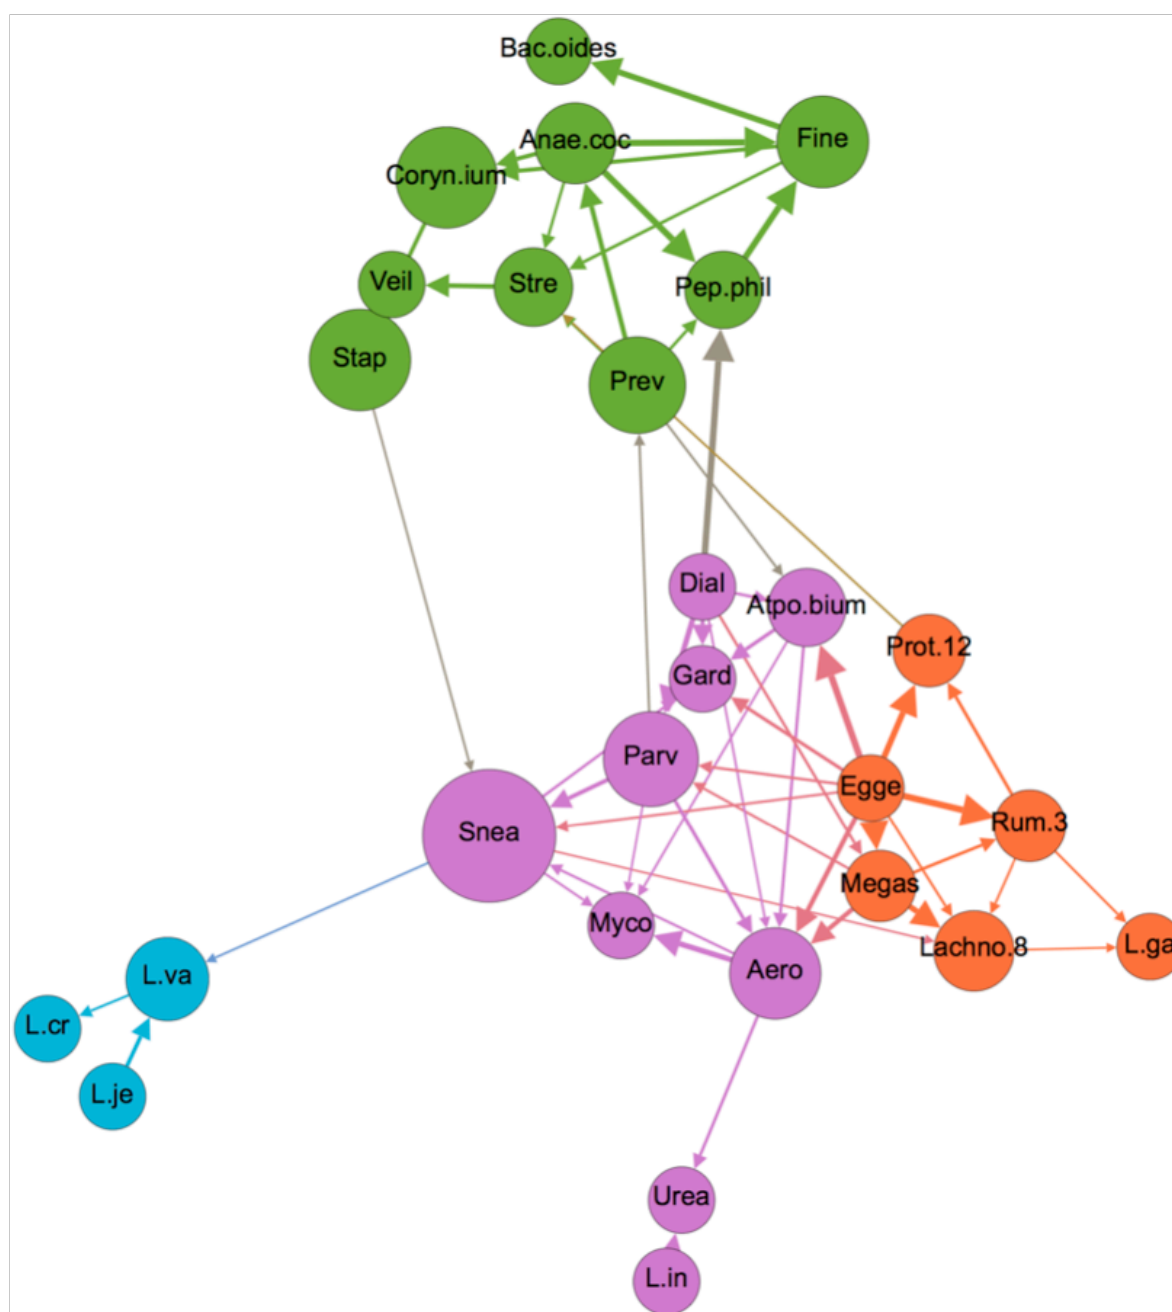 Bac.oides
Anae.coc
Fine
Coryn.ium
Veil
Stre
Pep.phil
Stap
Prev
Dial
Atpo.bium
Prot.12
Gard
Parv
Egge
Snea
Rum.3
Megas
Myco
Lachno.8
L.ga
Aero
L.va
L.cr
L.je
Urea
L.in